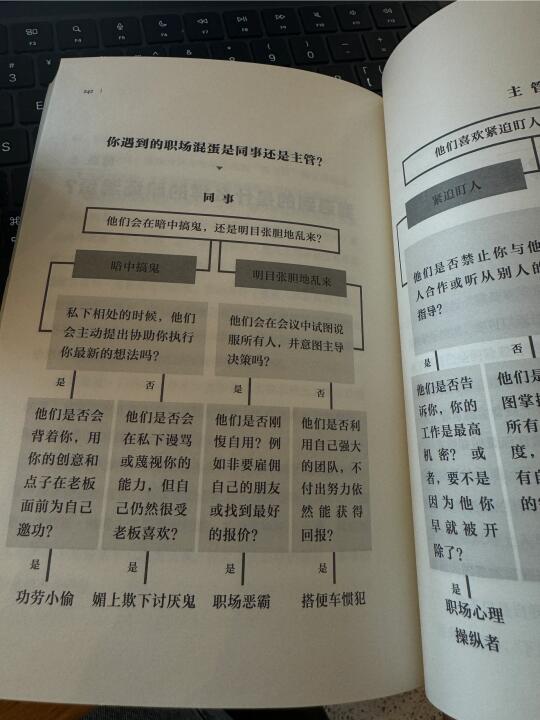 242
你遇到的职场混蛋是同事还是主管？
同事
他们会在暗中搞鬼，还是明目张胆地乱来？
暗中搞鬼
明目张胆地乱来
私下相处的时候，他们
会主动提出协助你执行
你最新的想法吗？
他们会在会议中试图说
服所有人，并意图主导
决策吗？
是
否
是
否
他们是否会
背着你，用
你的创意和
点子在老板
面前为自己
邀功？
他们是否会
在私下谩骂
或蔑视你的
能力，但自
己仍然很受
老板喜欢？
他们是否刚
愎自用？例
如非要雇佣
自己的朋友
或找到最好
的报价？
他们是否利
用自己强大
的团队，不
付出努力依
然能获得
回报？
是
是
是
是
功劳小偷
媚上欺下讨厌鬼
职场恶霸
搭便车惯犯
主管
他们喜欢紧迫盯人
紧迫盯人
他们是否禁止你与他
人合作或听从别人的
指导？
是
否
他们是否告
诉你，你的
工作是最高
机密？或
者，要不是
因为他你
早就被开
除了？
他们是
图掌握
所有
度，
有自
的
是
职场心理
操纵者